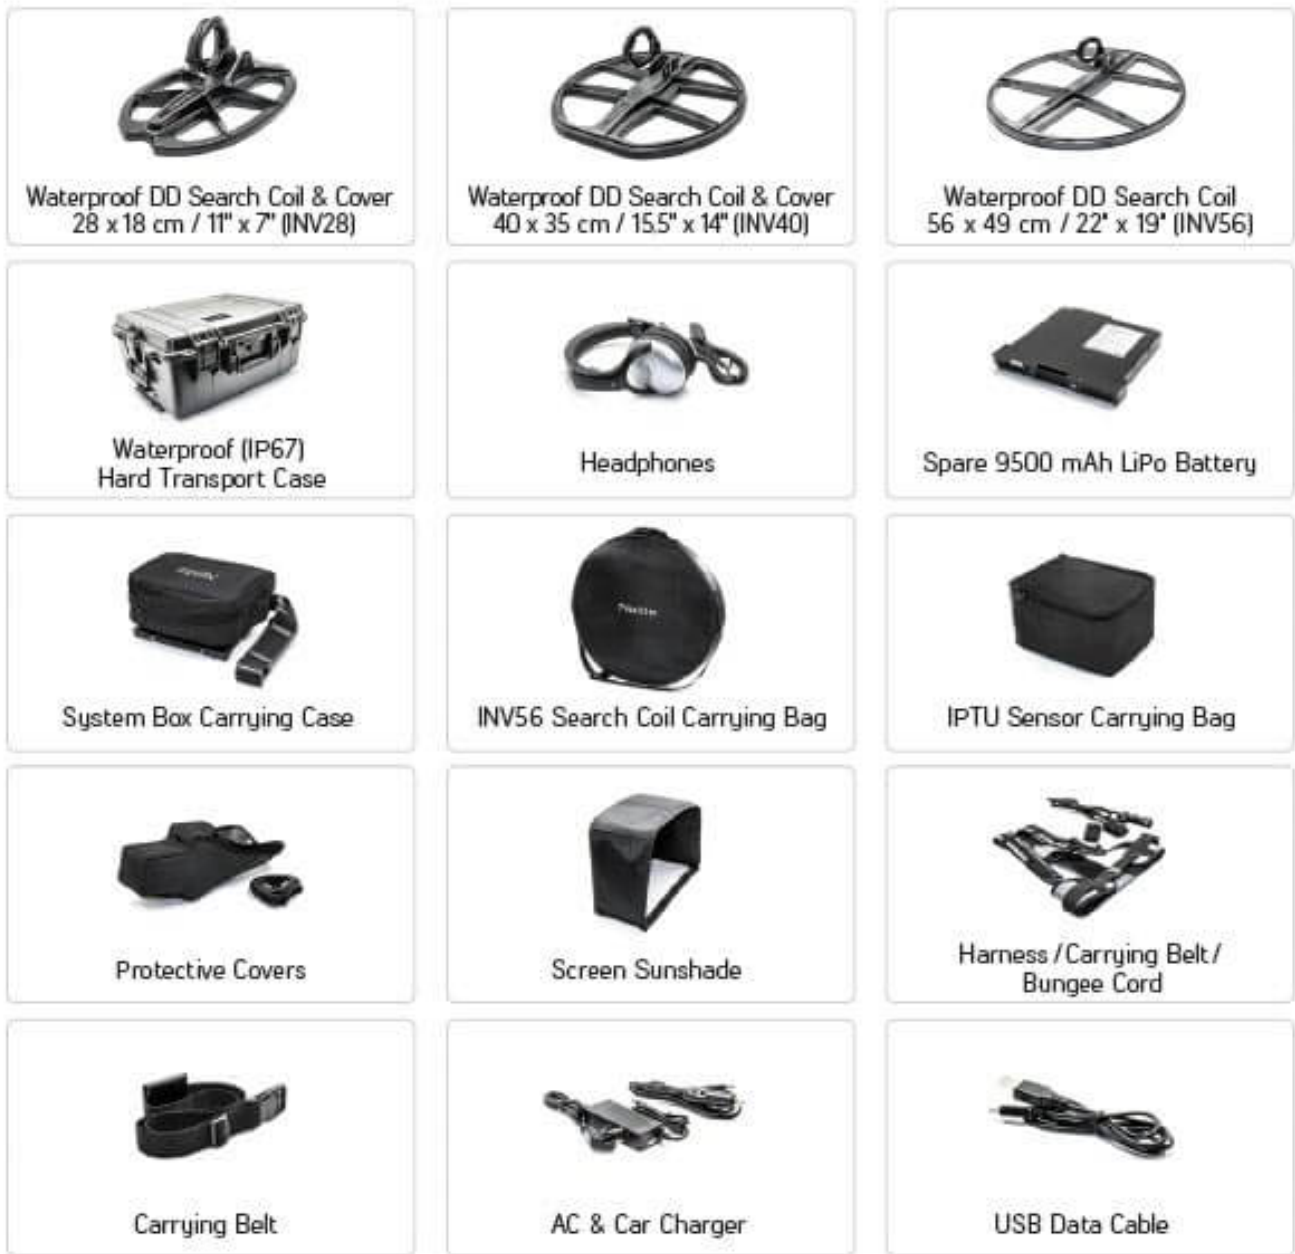 Waterproof DD Search Coil & Cover
28 x 18 cm / 11" x 7" (INV28)
Waterproof DD Search Coil & Cover
40 x 35 cm / 15.5" x 14" (INV40)
Waterproof DD Search Coil
56 x 49 cm / 22" x 19" (INV56)
Waterproof (IP67)
Hard Transport Case
Headphones
Spare 9500 mAh LiPo Battery
System Box Carrying Case
INV56 Search Coil Carrying Bag
IPTU Sensor Carrying Bag
Protective Covers
Screen Sunshade
Harness / Carrying Belt /
Bungee Cord
Carrying Belt
AC & Car Charger
USB Data Cable